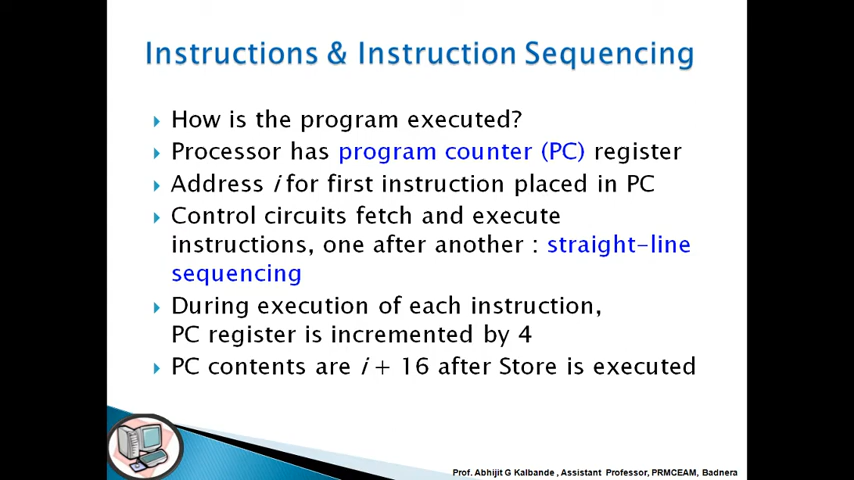 Instructions & Instruction Sequencing
How is the program executed?
Processor has program counter (PC) register
Address i for first instruction placed in PC
Control circuits fetch and execute
instructions, one after another : straight-line
sequencing
During execution of each instruction,
PC register is incremented by 4
PC contents are i + 16 after Store is executed
Prof. Abhijit G Kalbande , Assistant Professor, PRMCEAM, Badnera